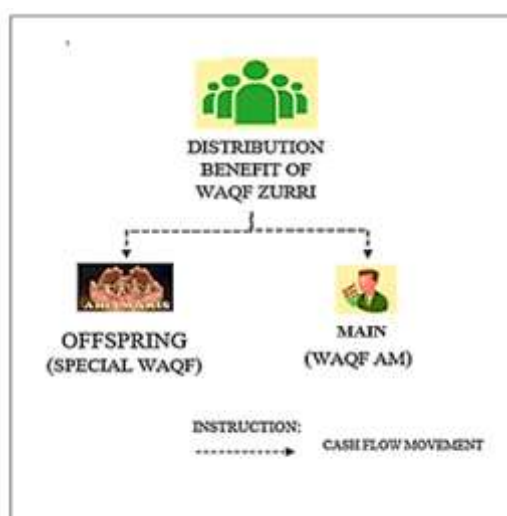 DISTRIBUTION
BENEFIT OF
WAQF ZURRI
OFFSPRING
(SPECIAL WAQF)
MAIN
(WAQF AM)
INSTRUCTION:
CASH FLOW MOVEMENT